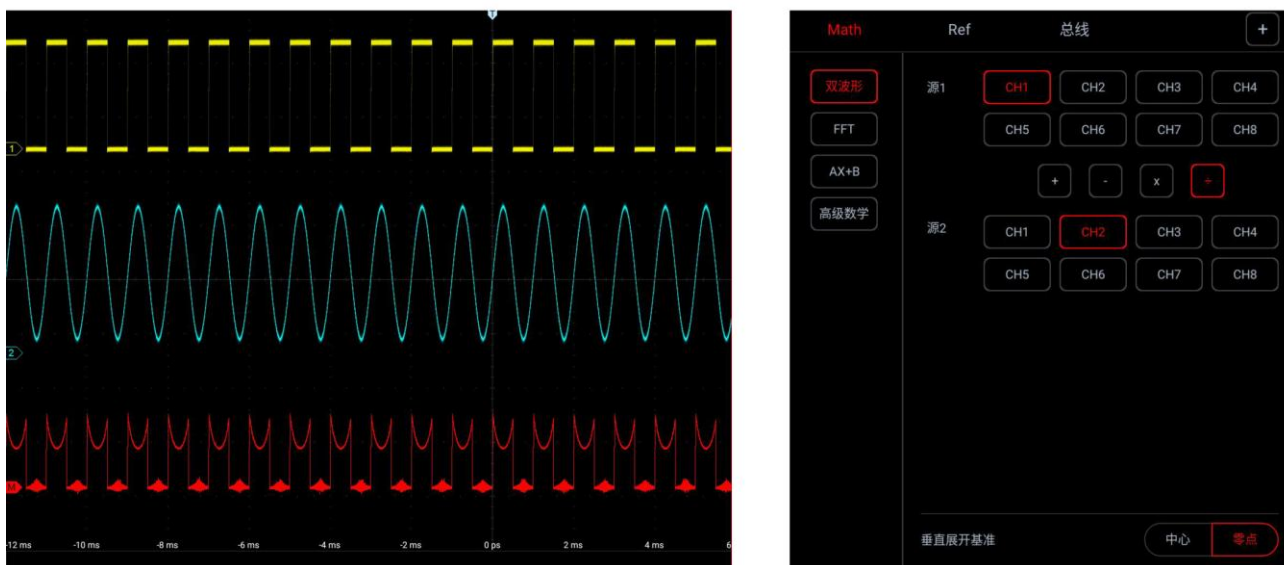 T
1
2
M
-12 ms -10 ms -8 ms -6 ms -4 ms -2 ms 0 ps 2 ms 4 ms 6
Math Ref 总线 +
双波形
FFT
AX+B
高级数学
源1 CH1 CH2 CH3 CH4
CH5 CH6 CH7 CH8
+ - x ÷
源2 CH1 CH2 CH3 CH4
CH5 CH6 CH7 CH8
垂直展开基准 中心 零点